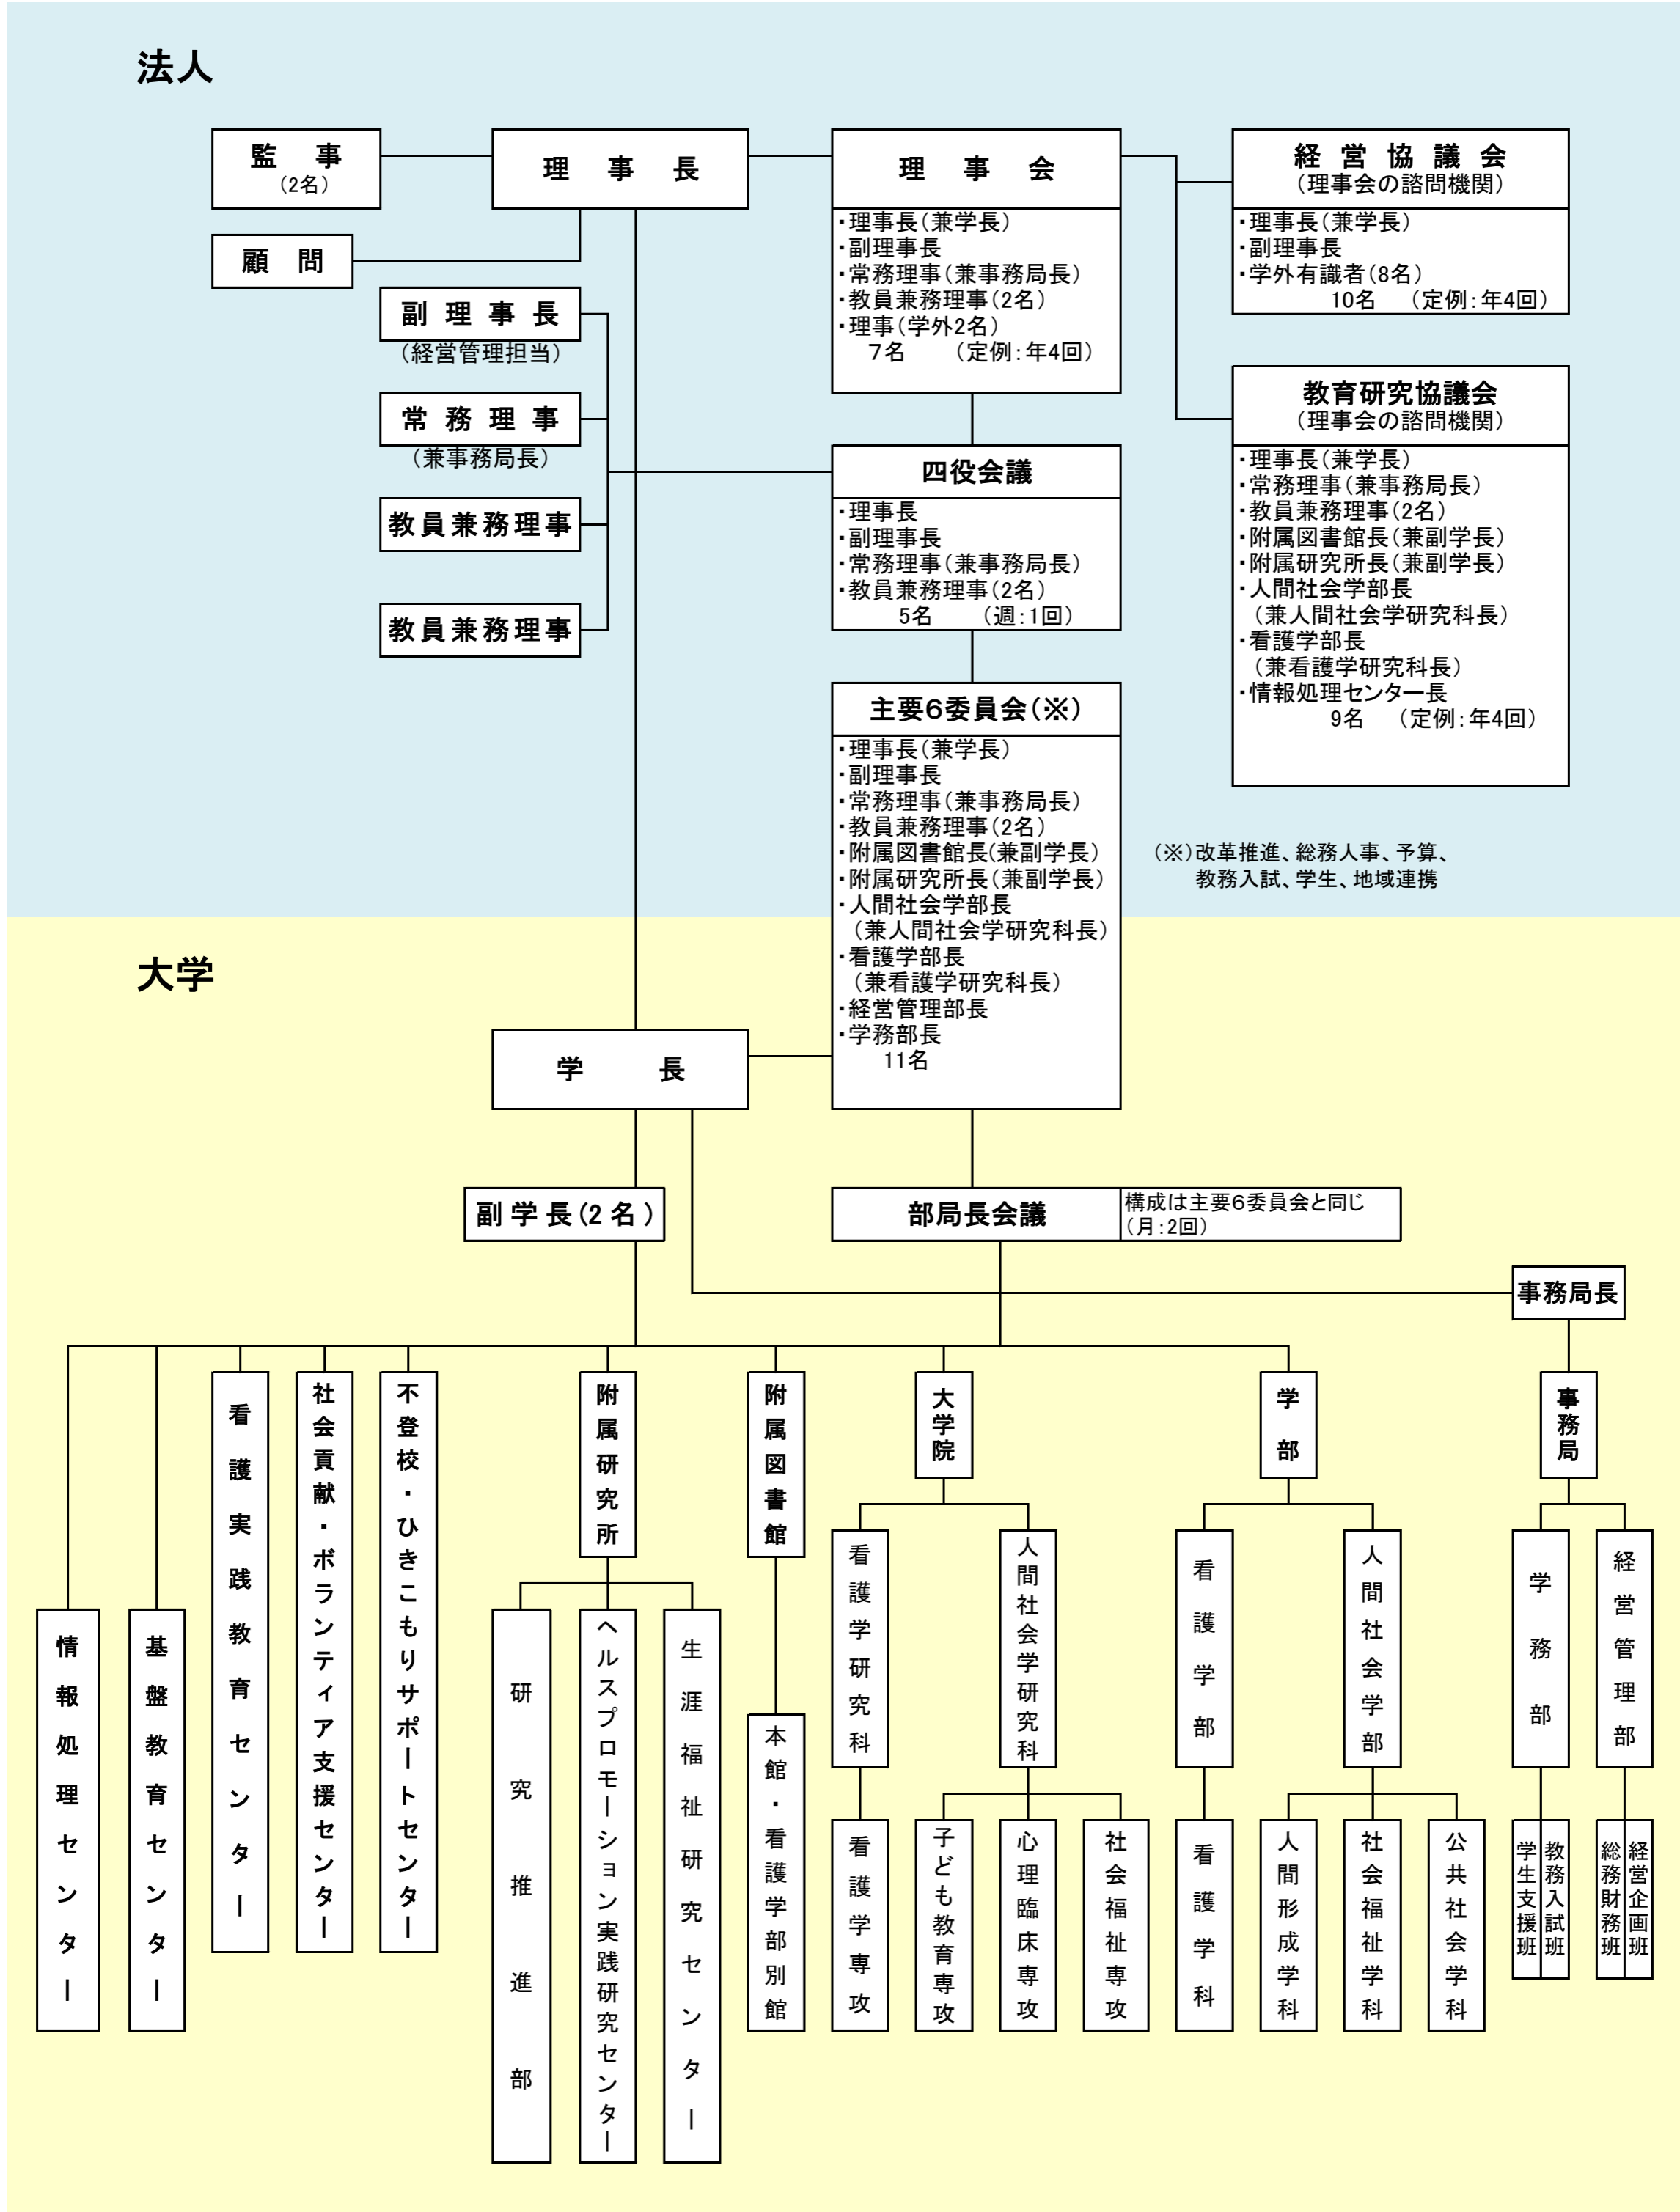 法人
監　事
（2名）
理　事　長
理　事　会
・理事長（兼学長）
・副理事長
・常務理事（兼事務局長）
・教員兼務理事（2名）
・理事（学外2名）
7名　（定例：年4回）
経営協議会
（理事会の諮問機関）
・理事長（兼学長）
・副理事長
・学外有識者（8名）
10名　（定例：年4回）
顧　問
副理事長
（経営管理担当）
常務理事
（兼事務局長）
教員兼務理事
教員兼務理事
四役会議
・理事長
・副理事長
・常務理事（兼事務局長）
・教員兼務理事（2名）
5名　（週：1回）
教育研究協議会
（理事会の諮問機関）
・理事長（兼学長）
・常務理事（兼事務局長）
・教員兼務理事（2名）
・附属図書館長（兼副学長）
・附属研究所長（兼副学長）
・人間社会学部長
（兼人間社会学研究科長）
・看護学部長
（兼看護学研究科長）
・情報処理センター長
9名　（定例：年4回）
主要6委員会（※）
・理事長（兼学長）
・副理事長
・常務理事（兼事務局長）
・教員兼務理事（2名）
・附属図書館長（兼副学長）
・附属研究所長（兼副学長）
・人間社会学部長
（兼人間社会学研究科長）
・看護学部長
（兼看護学研究科長）
・経営管理部長
・学務部長
11名
（※）改革推進、総務人事、予算、
教務入試、学生、地域連携
大学
学　長
副学長（2名）
部局長会議
構成は主要6委員会と同じ
（月：2回）
事務局長
情報処理センター
基盤教育センター
看護実践教育センター
社会貢献・ボランティア支援センター
不登校・ひきこもりサポートセンター
附属研究所
研究推進部
ヘルスプロモーション実践研究センター
生涯福祉研究センター
附属図書館
本館・看護学部別館
大学院
看護学研究科
看護学専攻
人間社会学研究科
子ども教育専攻
心理臨床専攻
社会福祉専攻
学部
看護学部
看護学科
人間社会学部
人間形成学科
社会福祉学科
公共社会学科
事務局
学務部
学生支援班
教務入試班
経営管理部
総務財務班
経営企画班